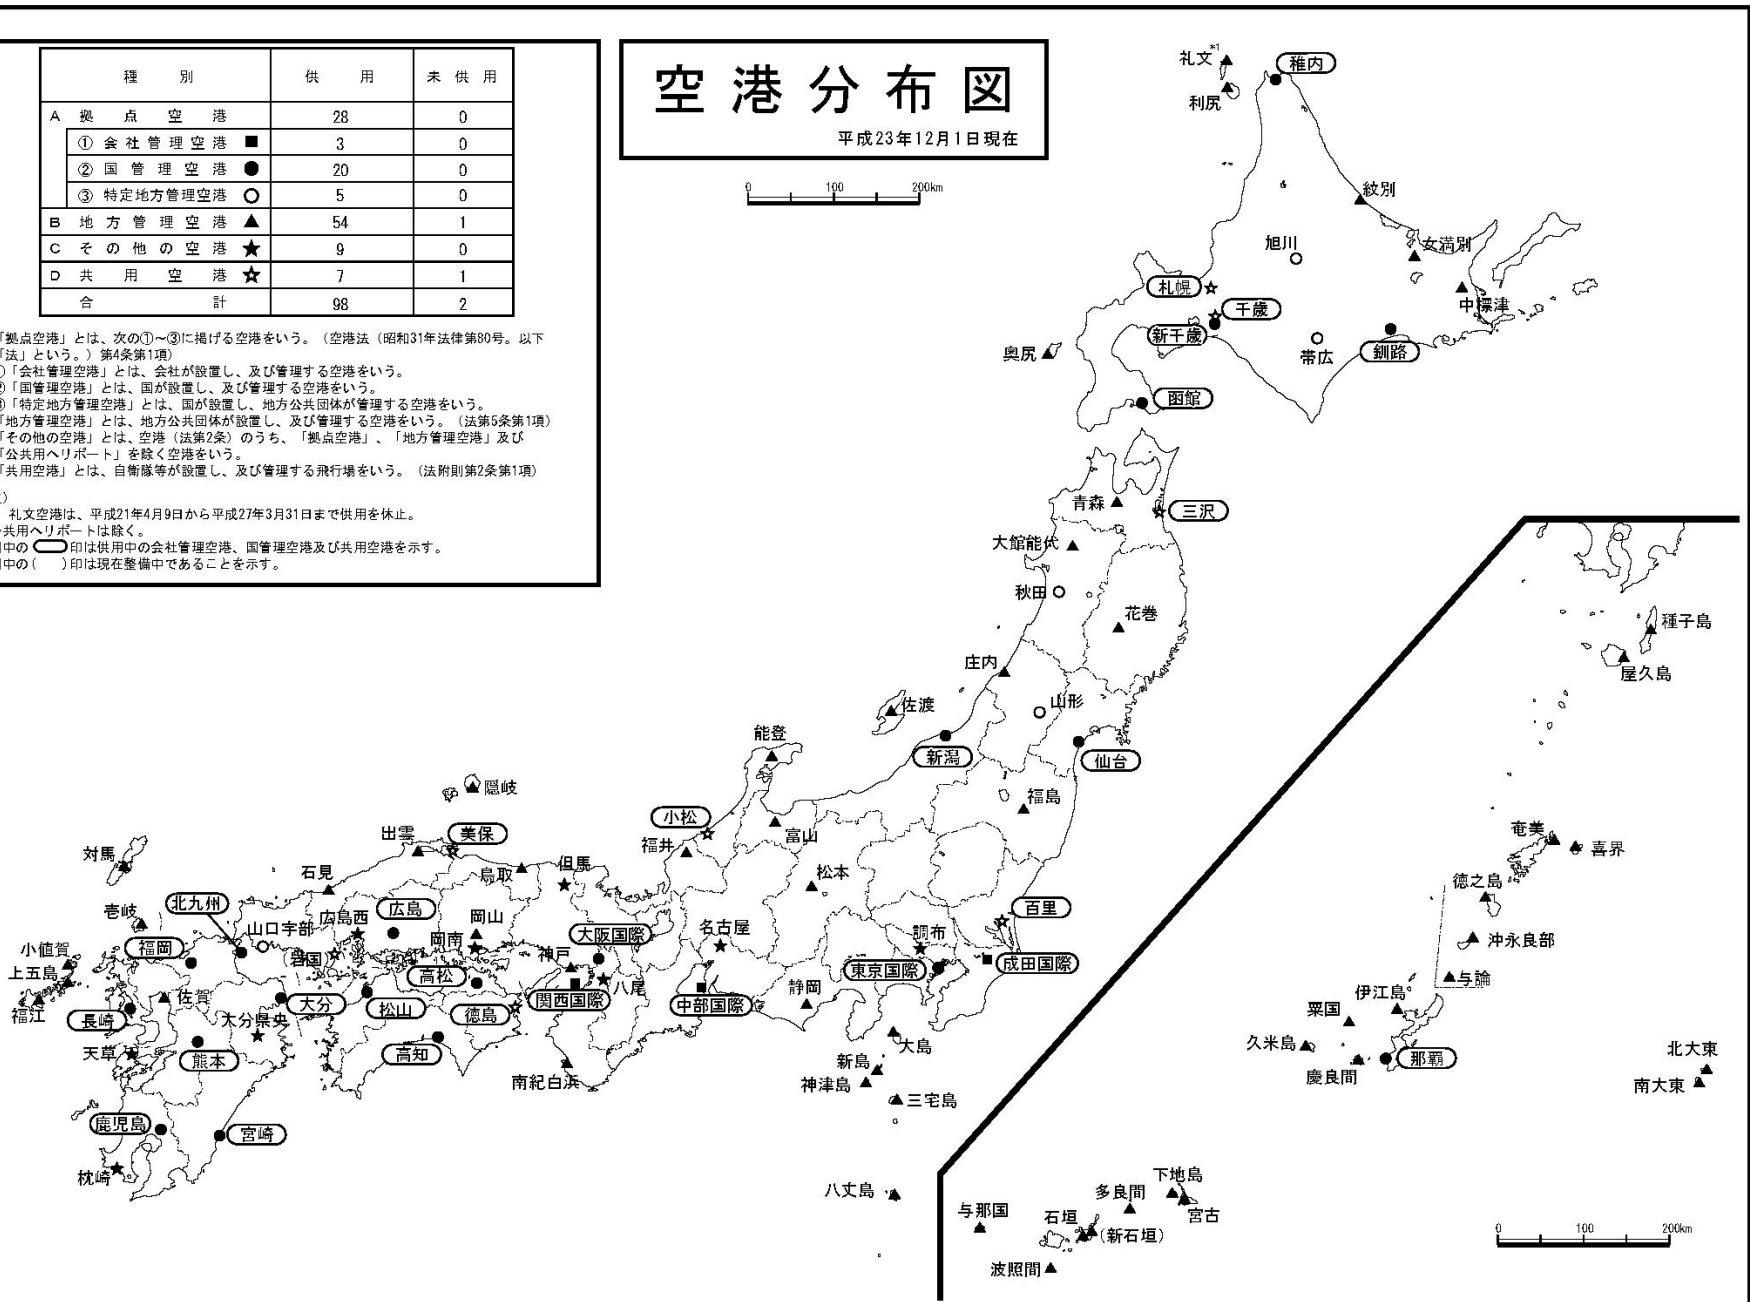 種別 供用 未供用
A 拠点空港 28 0
① 会社管理空港 ■ 3 0
② 国管理空港 ● 20 0
③ 特定地方管理空港 ○ 5 0
B 地方管理空港 ▲ 54 1
C その他の空港 ★ 9 0
D 共用空港 ☆ 7 1
合計 98 2
「拠点空港」とは、次の①~③に掲げる空港をいう。(空港法(昭和31年法律第80号。以下
「法」という。)第4条第1項)
「会社管理空港」とは、会社が設置し、及び管理する空港をいう。
「国管理空港」とは、国が設置し、及び管理する空港をいう。
「特定地方管理空港」とは、国が設置し、地方公共団体が管理する空港をいう。
「地方管理空港」とは、地方公共団体が設置し、及び管理する空港をいう。(法第5条第1項)
「その他の空港」とは、空港(法第2条)のうち、「拠点空港」、「地方管理空港」及び
「公共用ヘリポート」を除く空港をいう。
「共用空港」とは、自衛隊等が設置し、及び管理する飛行場をいう。(法附則第2条第1項)
礼文空港は、平成21年4月9日から平成27年3月31日まで供用を休止。
共用ヘリポートは除く。
中の 印は供用中の会社管理空港、国管理空港及び共用空港を示す。
中の( )印は現在整備中であることを示す。
空港分布図
平成23年12月1日現在
0 100 200km
礼文*1
稚内
利尻
紋別
旭川
女満別
札幌
中標津
千歳
新千歳
帯広
釧路
奥尻
函館
青森
三沢
大館能代
秋田
花巻
庄内
佐渡
山形
新潟
仙台
能登
福島
隠岐
小松
富山
福井
出雲
美保
対馬
石見
鳥取
但馬
松本
北九州
壱岐
山口宇部
広島西
広島
岡山
岡南
名古屋
百里
調布
福岡
小値賀
上五島
(岩国)
高松
神戸
大阪国際
八尾
東京国際
成田国際
福江
佐賀
長崎
大分
松山
徳島
関西国際
中部国際
静岡
大分県央
天草
熊本
高知
南紀白浜
大島
新島
神津島
三宅島
鹿児島
宮崎
枕崎
八丈島
種子島
屋久島
奄美
喜界
徳之島
沖永良部
与論
伊江島
粟国
久米島
慶良間
那覇
北大東
南大東
下地島
多良間
宮古
与那国
石垣
(新石垣)
波照間
0 100 200km